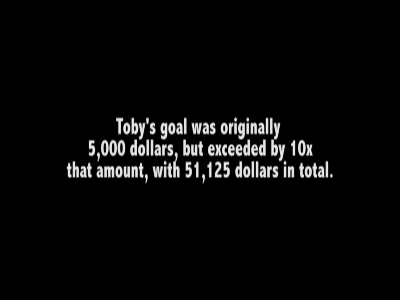 Toby's goal was originally
5,000 dollars, but exceeded by 10x
that amount, with 51,125 dollars in total.